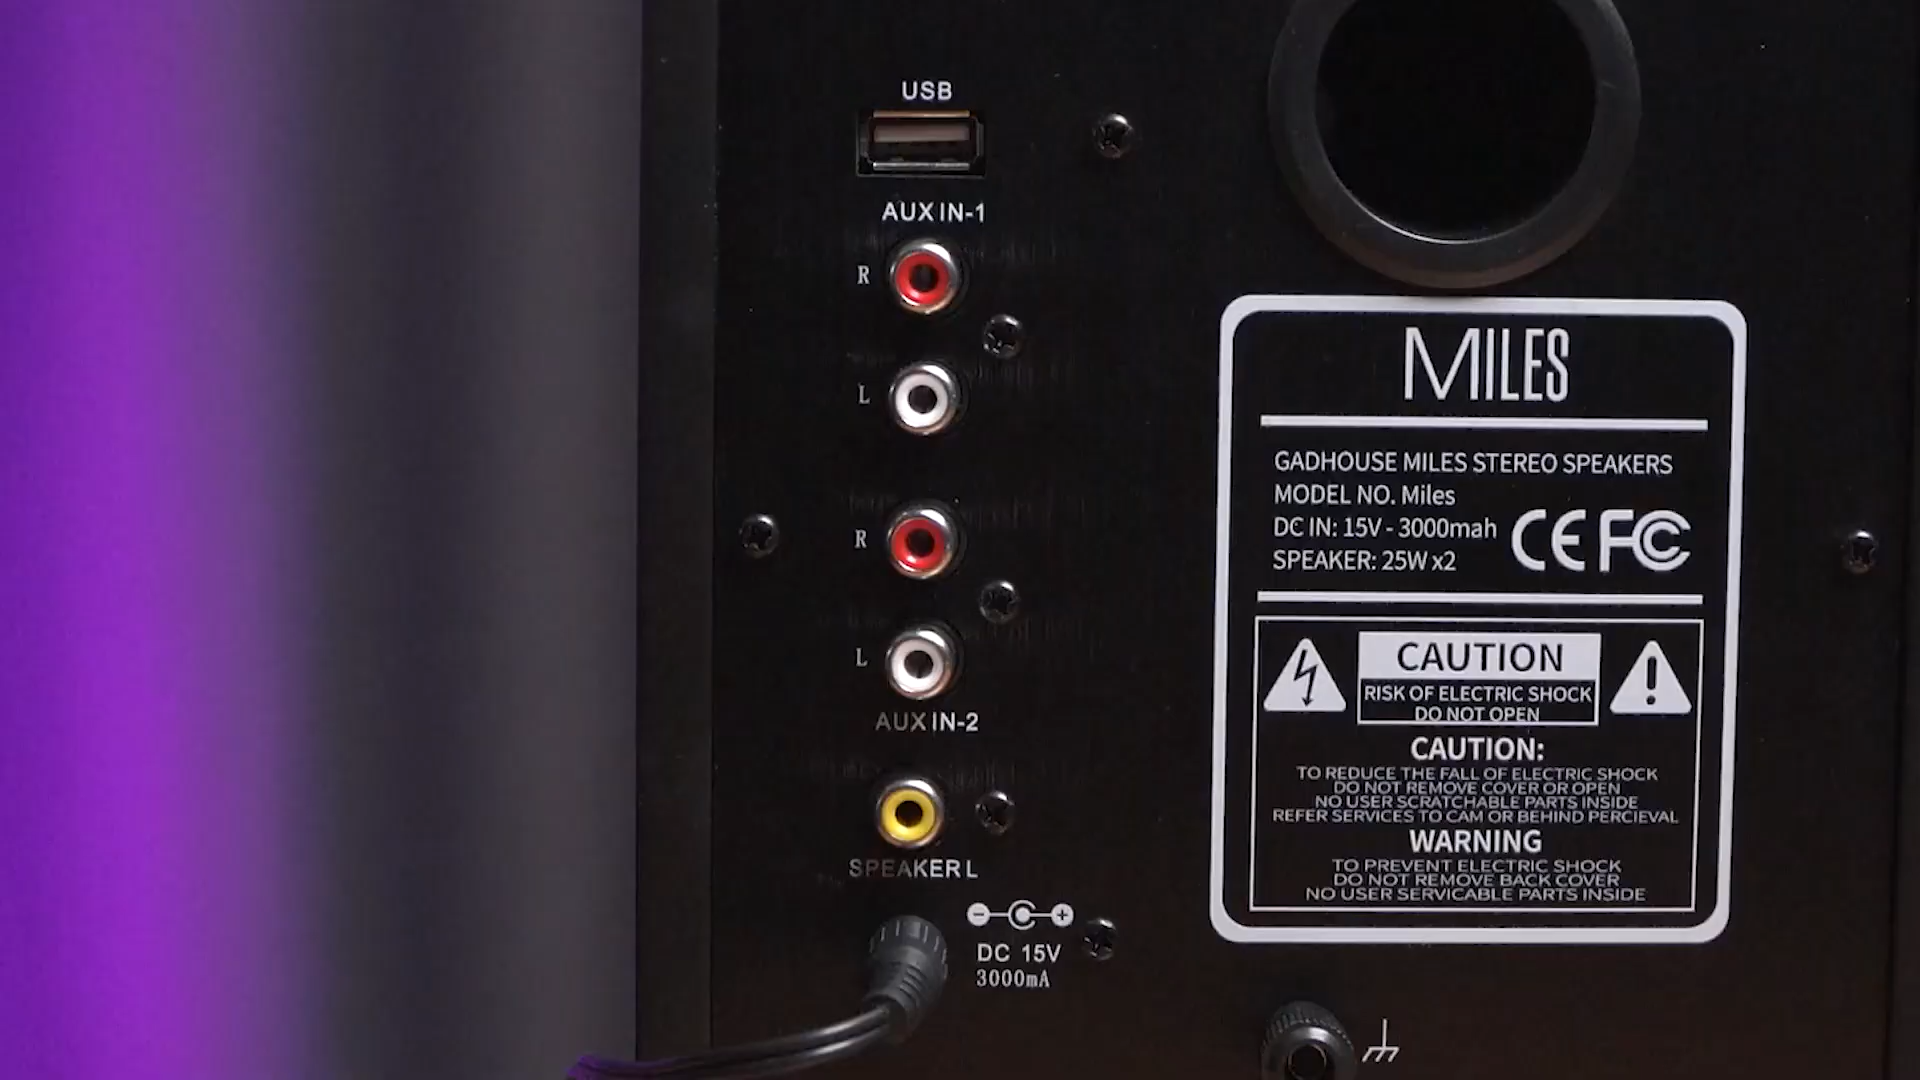 USB
AUX IN-1
R
L
R
L
AUX IN-2
SPEAKER L
DC 15V
3000mA
MILES
GADHOUSE MILES STEREO SPEAKERS
MODEL NO. Miles
DC IN: 15V - 3000mah
SPEAKER: 25W x2
CE FC
CAUTION
RISK OF ELECTRIC SHOCK
DO NOT OPEN
CAUTION:
TO REDUCE THE FALL OF ELECTRIC SHOCK
DO NOT REMOVE COVER OR OPEN
NO USER SCRATCHABLE PARTS INSIDE
REFER SERVICES TO CAM OR BEHIND PERCIEVAL
WARNING
TO PREVENT ELECTRIC SHOCK
DO NOT REMOVE BACK COVER
NO USER SERVICABLE PARTS INSIDE